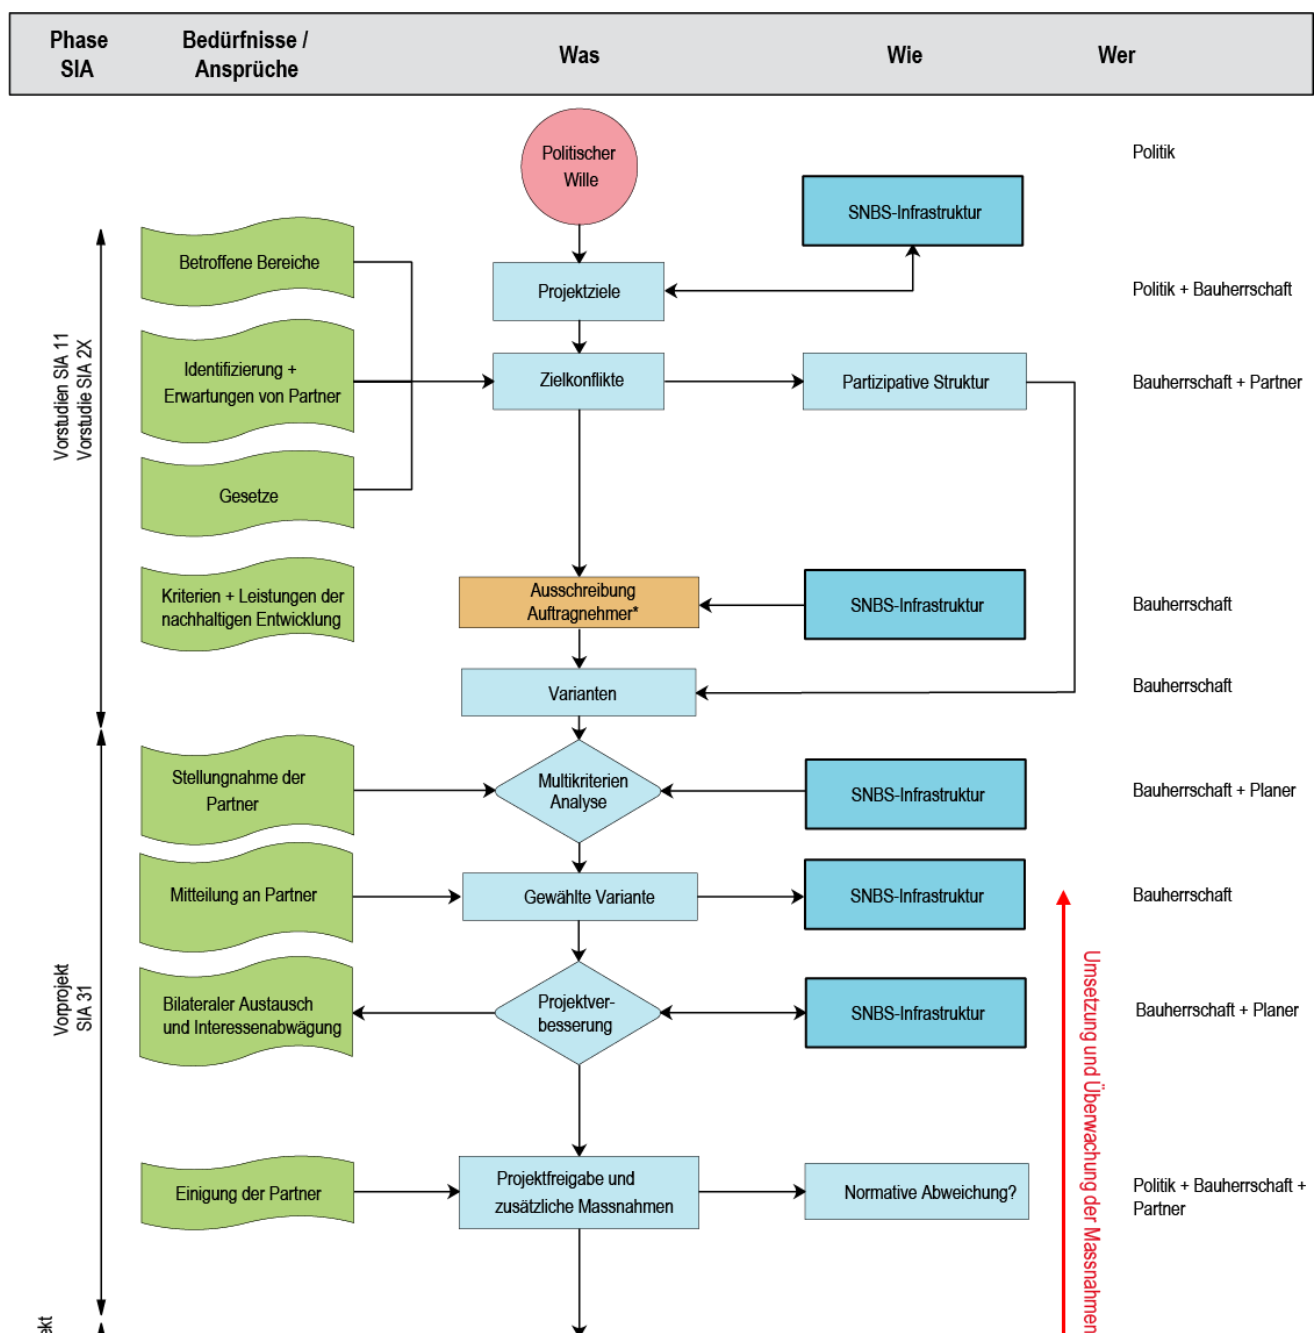 Phase
SIA
Bedürfnisse /
Ansprüche
Was
Wie
Wer
Politischer
Wille
Politik
SNBS-Infrastruktur
Betroffene Bereiche
Projektziele
Politik + Bauherrschaft
Vorstudien SIA 11
Vorstudie SIA 2X
Identifizierung +
Erwartungen von Partner
Zielkonflikte
Partizipative Struktur
Bauherrschaft + Partner
Gesetze
Kriterien + Leistungen der
nachhaltigen Entwicklung
Ausschreibung
Auftragnehmer*
SNBS-Infrastruktur
Bauherrschaft
Varianten
Bauherrschaft
Stellungnahme der
Partner
Multikriterien
Analyse
SNBS-Infrastruktur
Bauherrschaft + Planer
Mitteilung an Partner
Gewählte Variante
SNBS-Infrastruktur
Bauherrschaft
Vorprojekt
SIA 31
Bilateraler Austausch
und Interessenabwägung
Projektver-
besserung
SNBS-Infrastruktur
Bauherrschaft + Planer
Umsetzung und Überwachung der Massnahmen
Einigung der Partner
Projektfreigabe und
zusätzliche Massnahmen
Normative Abweichung?
Politik + Bauherrschaft +
Partner